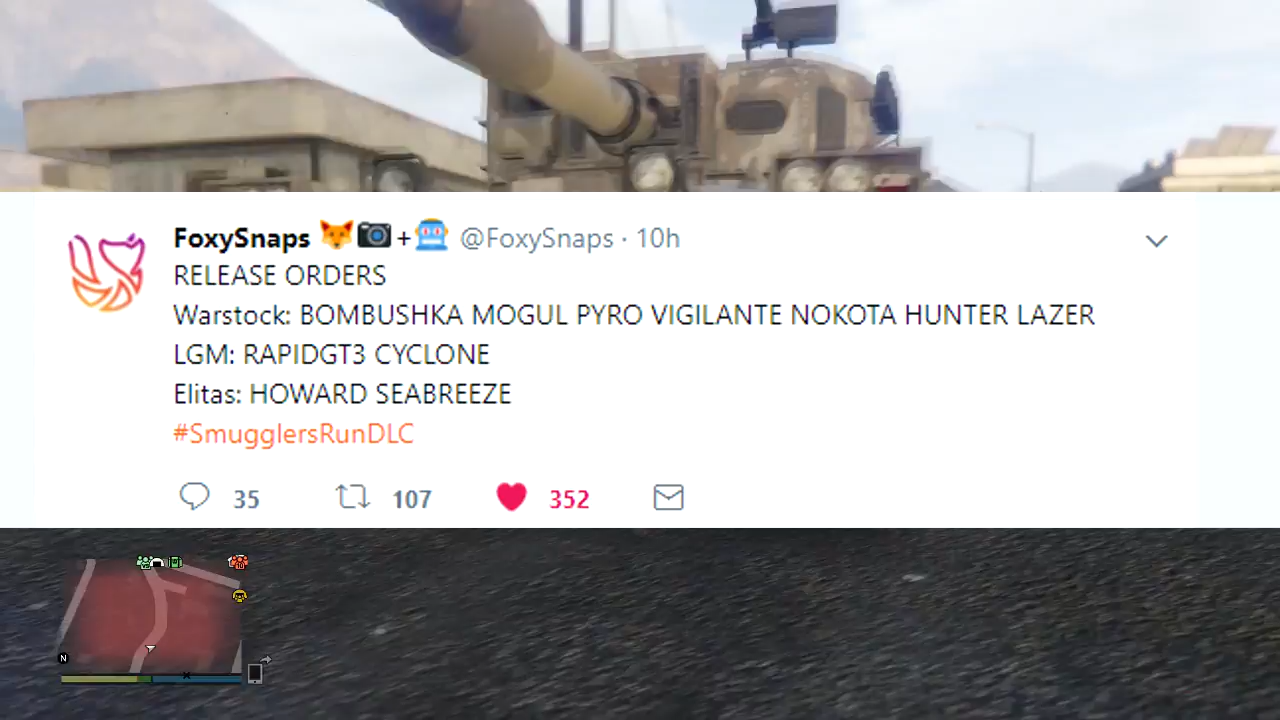 FoxySnaps 🦊📷+🤖 @FoxySnaps · 10h
RELEASE ORDERS
Warstock: BOMBUSHKA MOGUL PYRO VIGILANTE NOKOTA HUNTER LAZER
LGM: RAPIDGT3 CYCLONE
Elitas: HOWARD SEABREEZE
#SmugglersRunDLC
35 107 352
N